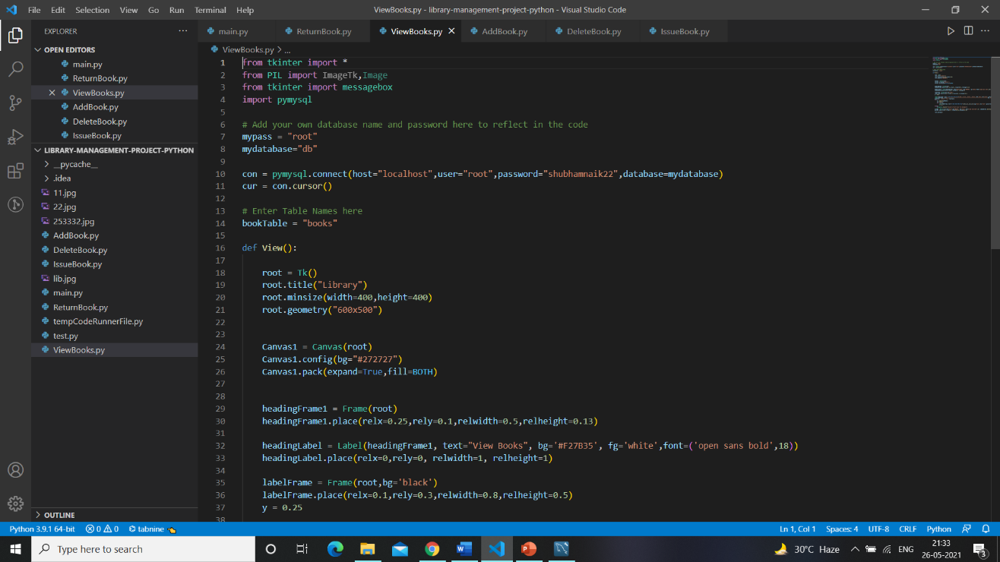 File Edit Selection View Go Run Terminal Help
ViewBooks.py - library-management-project-python - Visual Studio Code
EXPLORER
main.py ReturnBook.py ViewBooks.py AddBook.py DeleteBook.py IssueBook.py
OPEN EDITORS
main.py
ReturnBook.py
ViewBooks.py
AddBook.py
DeleteBook.py
IssueBook.py
LIBRARY-MANAGEMENT-PROJECT-PYTHON
__pycache__
.idea
11.jpg
22.jpg
253332.jpg
AddBook.py
DeleteBook.py
IssueBook.py
lib.jpg
main.py
ReturnBook.py
tempCodeRunnerFile.py
test.py
ViewBooks.py
OUTLINE
ViewBooks.py > ...
1 from tkinter import *
2 from PIL import ImageTk,Image
3 from tkinter import messagebox
4 import pymysql
5
6 # Add your own database name and password here to reflect in the code
7 mypass = "root"
8 mydatabase="db"
9
10 con = pymysql.connect(host="localhost",user="root",password="shubhamnaik22",database=mydatabase)
11 cur = con.cursor()
12
13 # Enter Table Names here
14 bookTable = "books"
15
16 def View():
17
18 root = Tk()
19 root.title("Library")
20 root.minsize(width=400,height=400)
21 root.geometry("600x500")
22
23
24 Canvas1 = Canvas(root)
25 Canvas1.config(bg="#272727")
26 Canvas1.pack(expand=True,fill=BOTH)
27
28
29 headingFrame1 = Frame(root)
30 headingFrame1.place(relx=0.25,rely=0.1,relwidth=0.5,relheight=0.13)
31
32 headingLabel = Label(headingFrame1, text="View Books", bg='#F27B35', fg='white',font=('open sans bold',18))
33 headingLabel.place(relx=0,rely=0, relwidth=1, relheight=1)
34
35 labelFrame = Frame(root,bg='black')
36 labelFrame.place(relx=0.1,rely=0.3,relwidth=0.8,relheight=0.5)
37 y = 0.25
38
Python 3.9.1 64-bit 0 0 tabnine Ln 1, Col 1 Spaces: 4 UTF-8 CRLF Python
Type here to search
30°C Haze ENG
21:33
26-05-2021
3